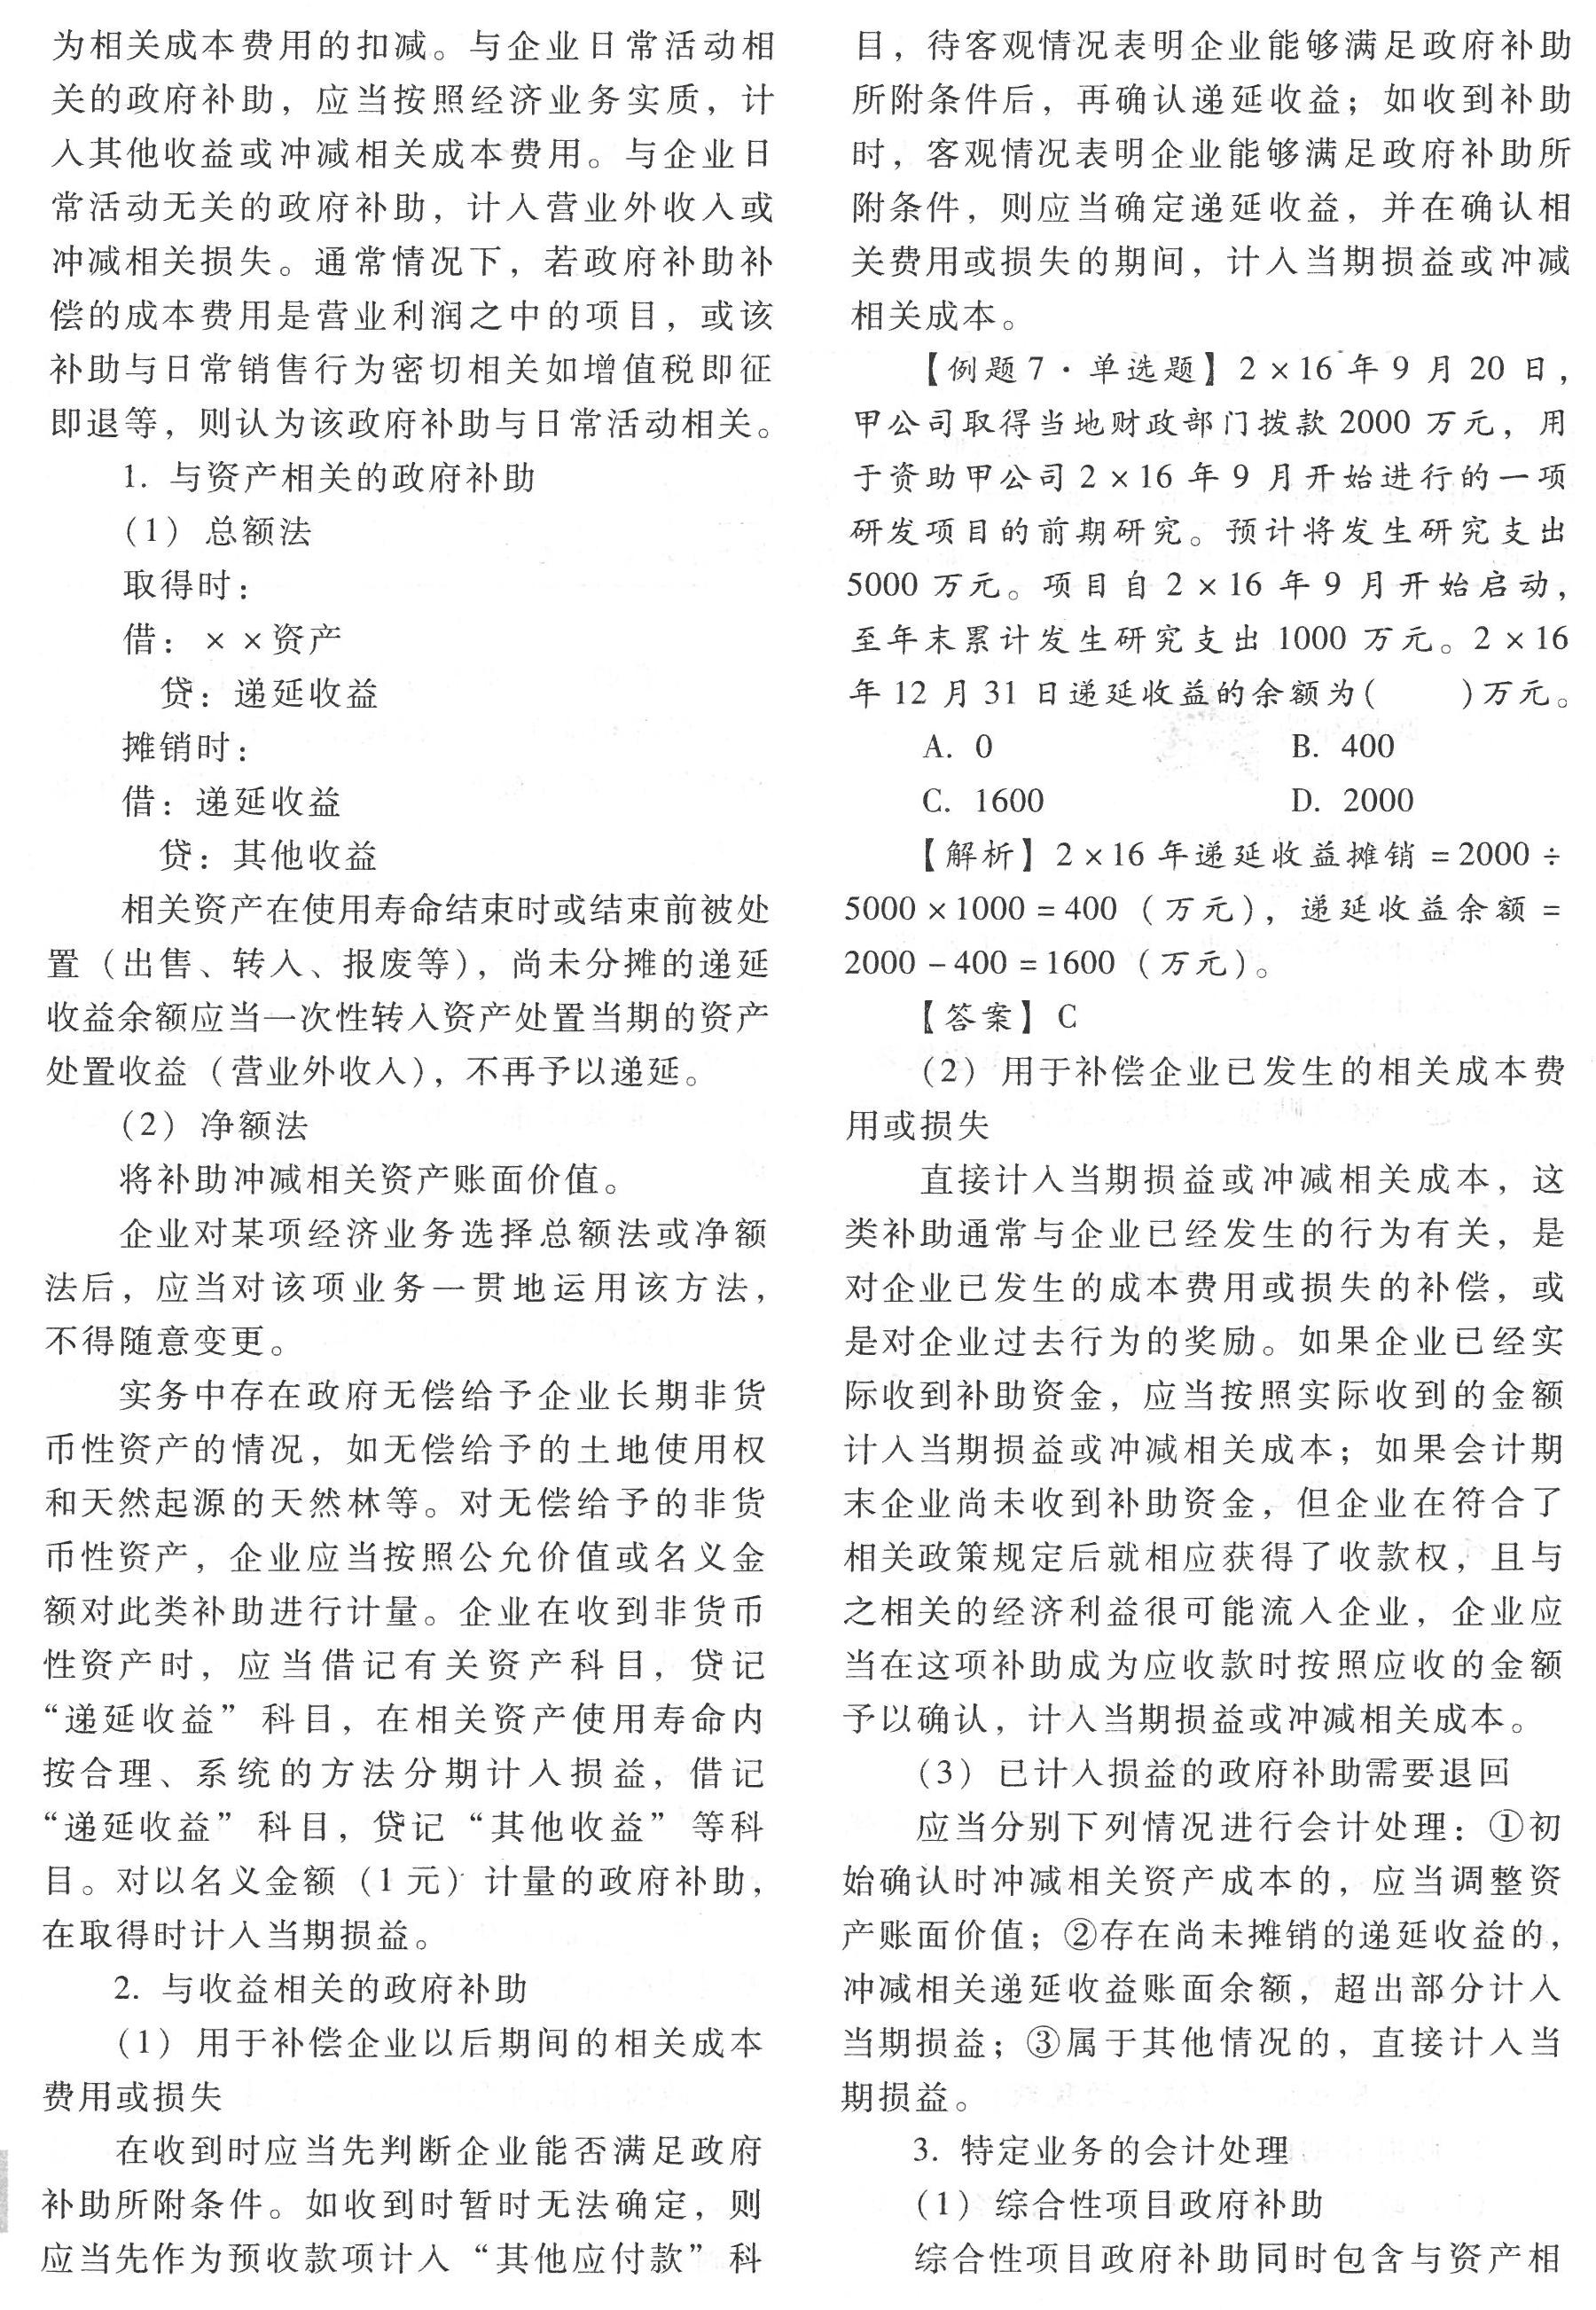 为相关成本费用的扣减。与企业日常活动相
关的政府补助，应当按照经济业务实质，计
入其他收益或冲减相关成本费用。与企业日
常活动无关的政府补助，计入营业外收入或
冲减相关损失。通常情况下，若政府补助补
偿的成本费用是营业利润之中的项目，或该
补助与日常销售行为密切相关如增值税即征
即退等，则认为该政府补助与日常活动相关。
1. 与资产相关的政府补助
（1）总额法
取得时：
借：××资产
贷：递延收益
摊销时：
借：递延收益
贷：其他收益
相关资产在使用寿命结束时或结束前被处
置（出售、转入、报废等），尚未分摊的递延
收益余额应当一次性转入资产处置当期的资产
处置收益（营业外收入），不再予以递延。
（2）净额法
将补助冲减相关资产账面价值。
企业对某项经济业务选择总额法或净额
法后，应当对该项业务一贯地运用该方法，
不得随意变更。
实务中存在政府无偿给予企业长期非货
币性资产的情况，如无偿给予的土地使用权
和天然起源的天然林等。对无偿给予的非货
币性资产，企业应当按照公允价值或名义金
额对此类补助进行计量。企业在收到非货币
性资产时，应当借记有关资产科目，贷记
“递延收益”科目，在相关资产使用寿命内
按合理、系统的方法分期计入损益，借记
“递延收益”科目，贷记“其他收益”等科
目。对以名义金额（1元）计量的政府补助，
在取得时计入当期损益。
2. 与收益相关的政府补助
（1）用于补偿企业以后期间的相关成本
费用或损失
在收到时应当先判断企业能否满足政府
补助所附条件。如收到时暂时无法确定，则
应当先作为预收款项计入“其他应付款”科
目，待客观情况表明企业能够满足政府补助
所附条件后，再确认递延收益；如收到补助
时，客观情况表明企业能够满足政府补助所
附条件，则应当确定递延收益，并在确认相
关费用或损失的期间，计入当期损益或冲减
相关成本。
【例题7·单选题】2×16年9月20日，
甲公司取得当地财政部门拨款2000万元，用
于资助甲公司2×16年9月开始进行的一项
研发项目的前期研究。预计将发生研究支出
5000万元。项目自2×16年9月开始启动，
至年末累计发生研究支出1000万元。2×16
年12月31日递延收益的余额为(　　)万元。
A. 0　　B. 400
C. 1600　　D. 2000
【解析】2×16年递延收益摊销=2000÷
5000×1000=400（万元），递延收益余额=
2000-400=1600（万元）。
【答案】C
（2）用于补偿企业已发生的相关成本费
用或损失
直接计入当期损益或冲减相关成本，这
类补助通常与企业已经发生的行为有关，是
对企业已发生的成本费用或损失的补偿，或
是对企业过去行为的奖励。如果企业已经实
际收到补助资金，应当按照实际收到的金额
计入当期损益或冲减相关成本；如果会计期
末企业尚未收到补助资金，但企业在符合了
相关政策规定后就相应获得了收款权，且与
之相关的经济利益很可能流入企业，企业应
当在这项补助成为应收款时按照应收的金额
予以确认，计入当期损益或冲减相关成本。
（3）已计入损益的政府补助需要退回
应当分别下列情况进行会计处理：①初
始确认时冲减相关资产成本的，应当调整资
产账面价值；②存在尚未摊销的递延收益的，
冲减相关递延收益账面余额，超出部分计入
当期损益；③属于其他情况的，直接计入当
期损益。
3. 特定业务的会计处理
（1）综合性项目政府补助
综合性项目政府补助同时包含与资产相